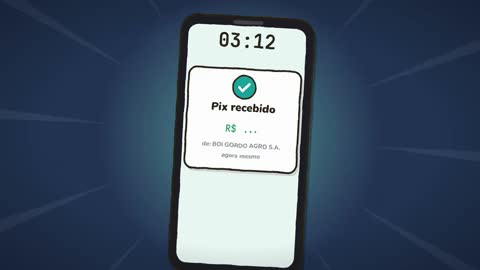 03:12
Pix recebido
R$ ...
de: BOI GORDO AGRO S.A.
agora mesmo